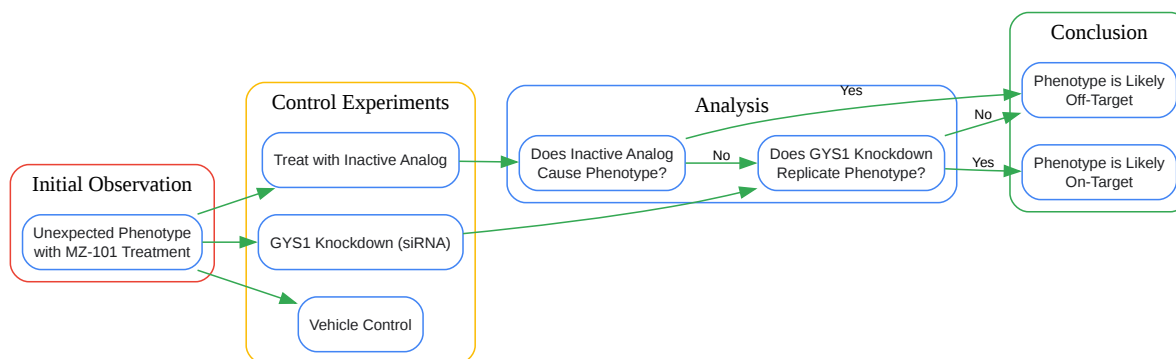 Initial Observation
Unexpected Phenotype
with MZ-101 Treatment
Control Experiments
Treat with Inactive Analog
GYS1 Knockdown (siRNA)
Vehicle Control
Analysis
Does Inactive Analog
Cause Phenotype?
Yes
No
Does GYS1 Knockdown
Replicate Phenotype?
No
Yes
Conclusion
Phenotype is Likely
Off-Target
Phenotype is Likely
On-Target